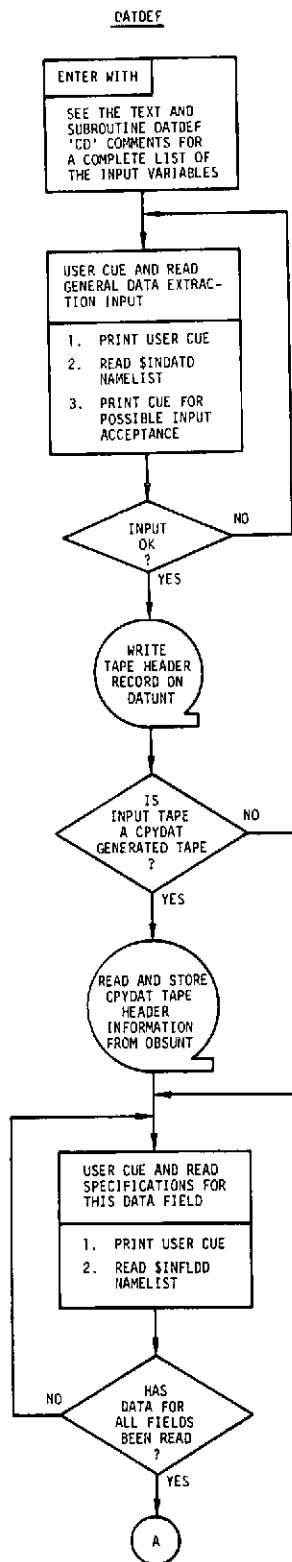 DATDEF
ENTER WITH
SEE THE TEXT AND
SUBROUTINE DATDEF
'CD' COMMENTS FOR
A COMPLETE LIST OF
THE INPUT VARIABLES
USER CUE AND READ
GENERAL DATA EXTRAC-
TION INPUT
1. PRINT USER CUE
2. READ $INDATD
NAMELIST
3. PRINT CUE FOR
POSSIBLE INPUT
ACCEPTANCE
INPUT
OK
?
NO
YES
WRITE
TAPE HEADER
RECORD ON
DATUNT
IS
INPUT TAPE
A CPYDAT
GENERATED TAPE
?
NO
YES
READ AND STORE
CPYDAT TAPE
HEADER
INFORMATION
FROM OBSUNT
USER CUE AND READ
SPECIFICATIONS FOR
THIS DATA FIELD
1. PRINT USER CUE
2. READ $INFLDD
NAMELIST
HAS
DATA FOR
ALL FIELDS
BEEN READ
?
NO
YES
A